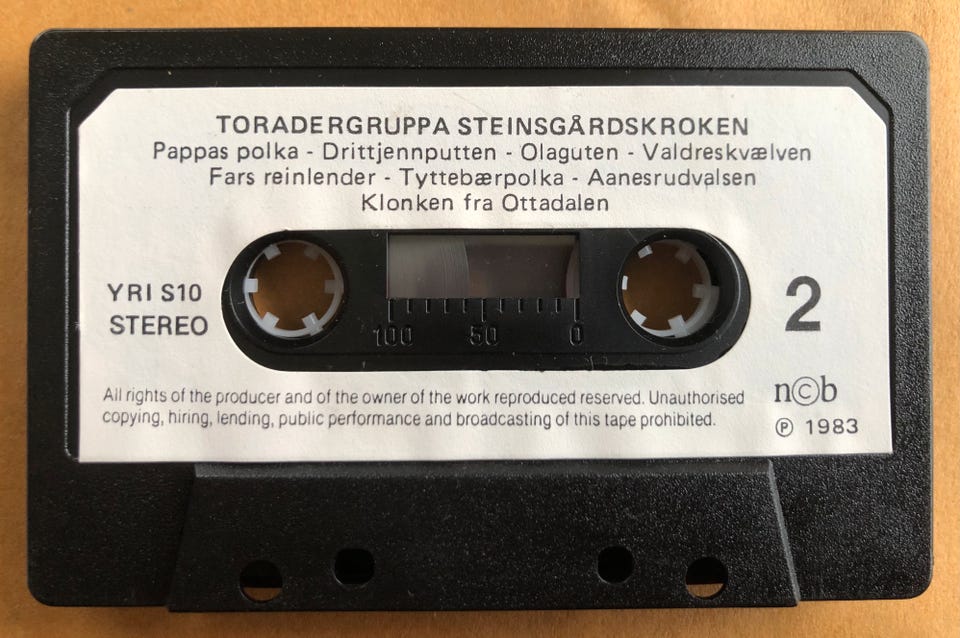 TORADERGRUPPA STEINSGÅRDSKROKEN
Pappas polka - Drittjennputten - Olaguten - Valdreskvælven
Fars reinlender - Tyttebærpolka - Aanesrudvalsen
Klonken fra Ottadalen
YRI S10
STEREO
2
100 50 0
All rights of the producer and of the owner of the work reproduced reserved. Unauthorised
copying, hiring, lending, public performance and broadcasting of this tape prohibited.
n©b
℗ 1983